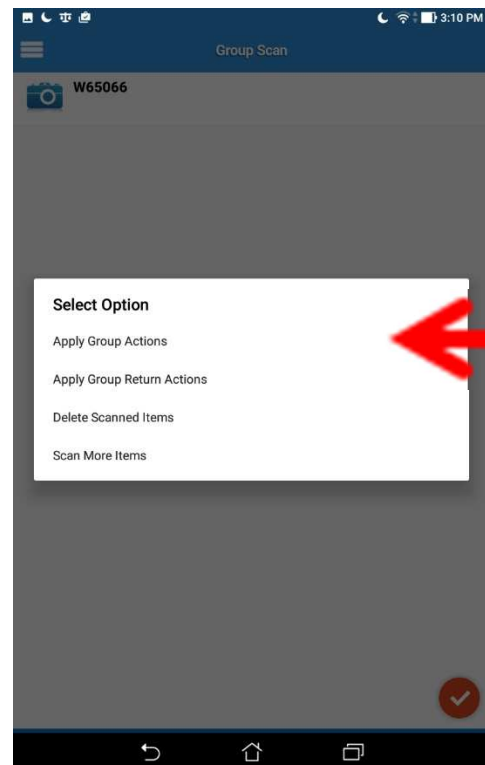 3:10 PM
Group Scan
W65066
Select Option
Apply Group Actions
Apply Group Return Actions
Delete Scanned Items
Scan More Items